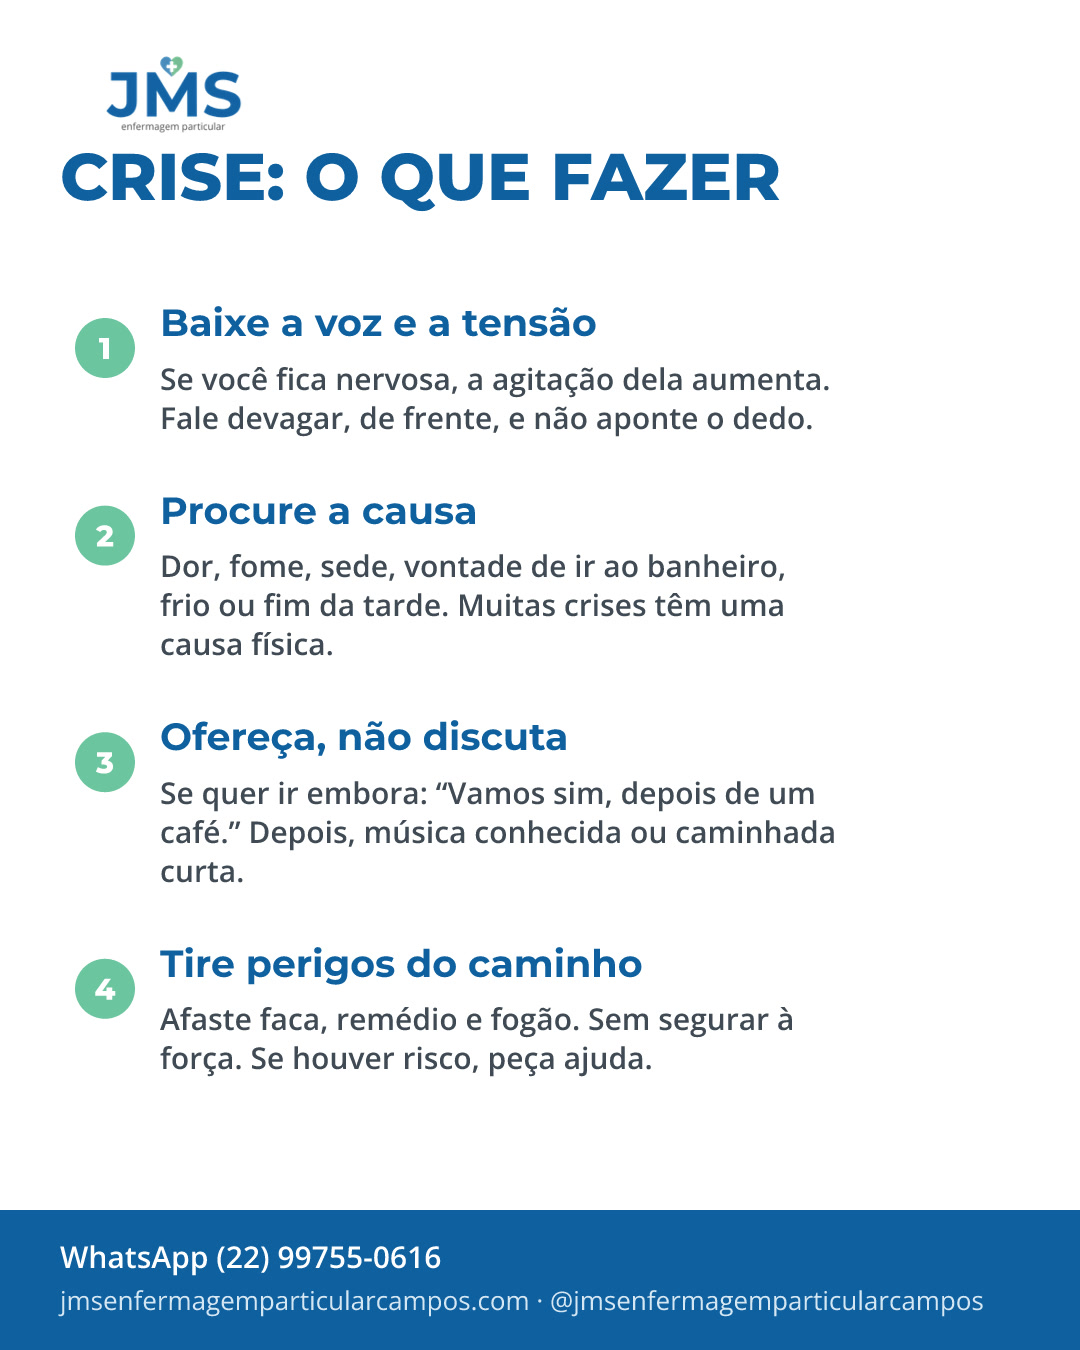 JMS
enfermagem particular
CRISE: O QUE FAZER
1
Baixe a voz e a tensão
Se você fica nervosa, a agitação dela aumenta.
Fale devagar, de frente, e não aponte o dedo.
2
Procure a causa
Dor, fome, sede, vontade de ir ao banheiro,
frio ou fim da tarde. Muitas crises têm uma
causa física.
3
Ofereça, não discuta
Se quer ir embora: “Vamos sim, depois de um
café.” Depois, música conhecida ou caminhada
curta.
4
Tire perigos do caminho
Afaste faca, remédio e fogão. Sem segurar à
força. Se houver risco, peça ajuda.
WhatsApp (22) 99755-0616
jmsenfermagemparticularcampos.com · @jmsenfermagemparticularcampos